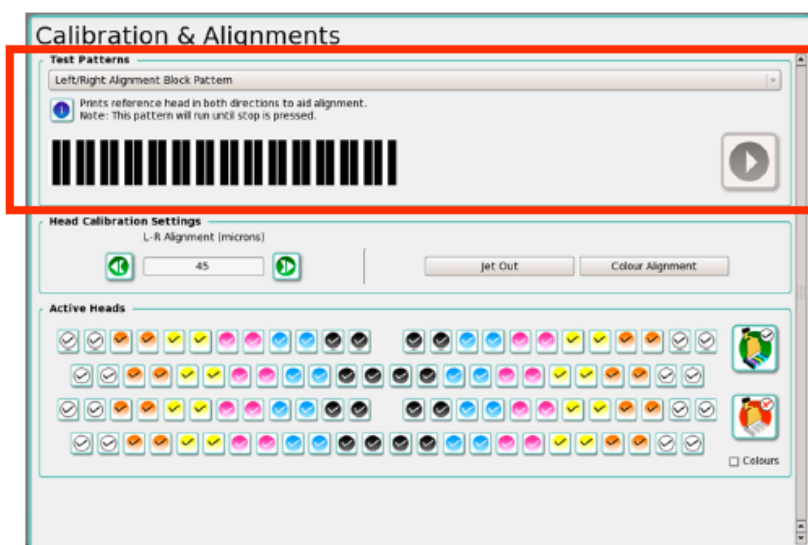 Calibration & Alignments
Test Patterns
Left/Right Alignment Block Pattern
Prints reference head in both directions to aid alignment.
Note: This pattern will run until stop is pressed.
Head Calibration Settings
L-R Alignment (microns)
45
Jet Out
Colour Alignment
Active Heads
Colours